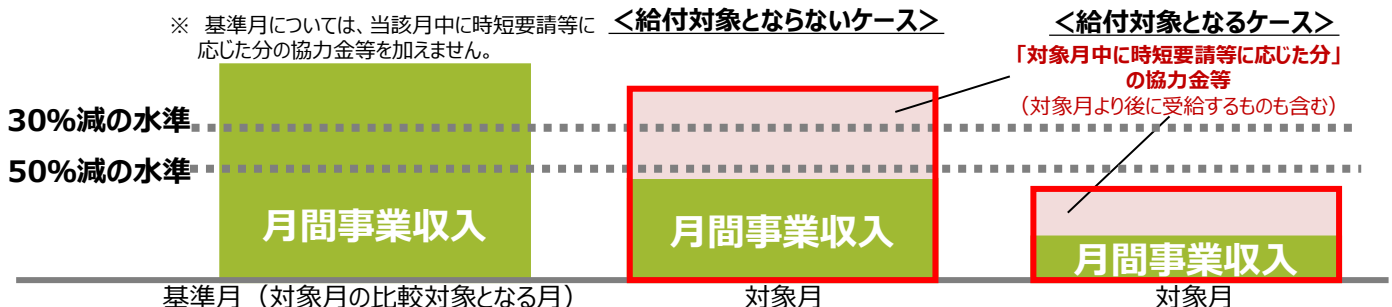 ※ 基準月については、当該月中に時短要請等に
応じた分の協力金等を加えません。
＜給付対象とならないケース＞
＜給付対象となるケース＞
「対象月中に時短要請等に応じた分」
の協力金等
（対象月より後に受給するものも含む）
30%減の水準
50%減の水準
月間事業収入
月間事業収入
月間事業収入
基準月（対象月の比較対象となる月）
対象月
対象月